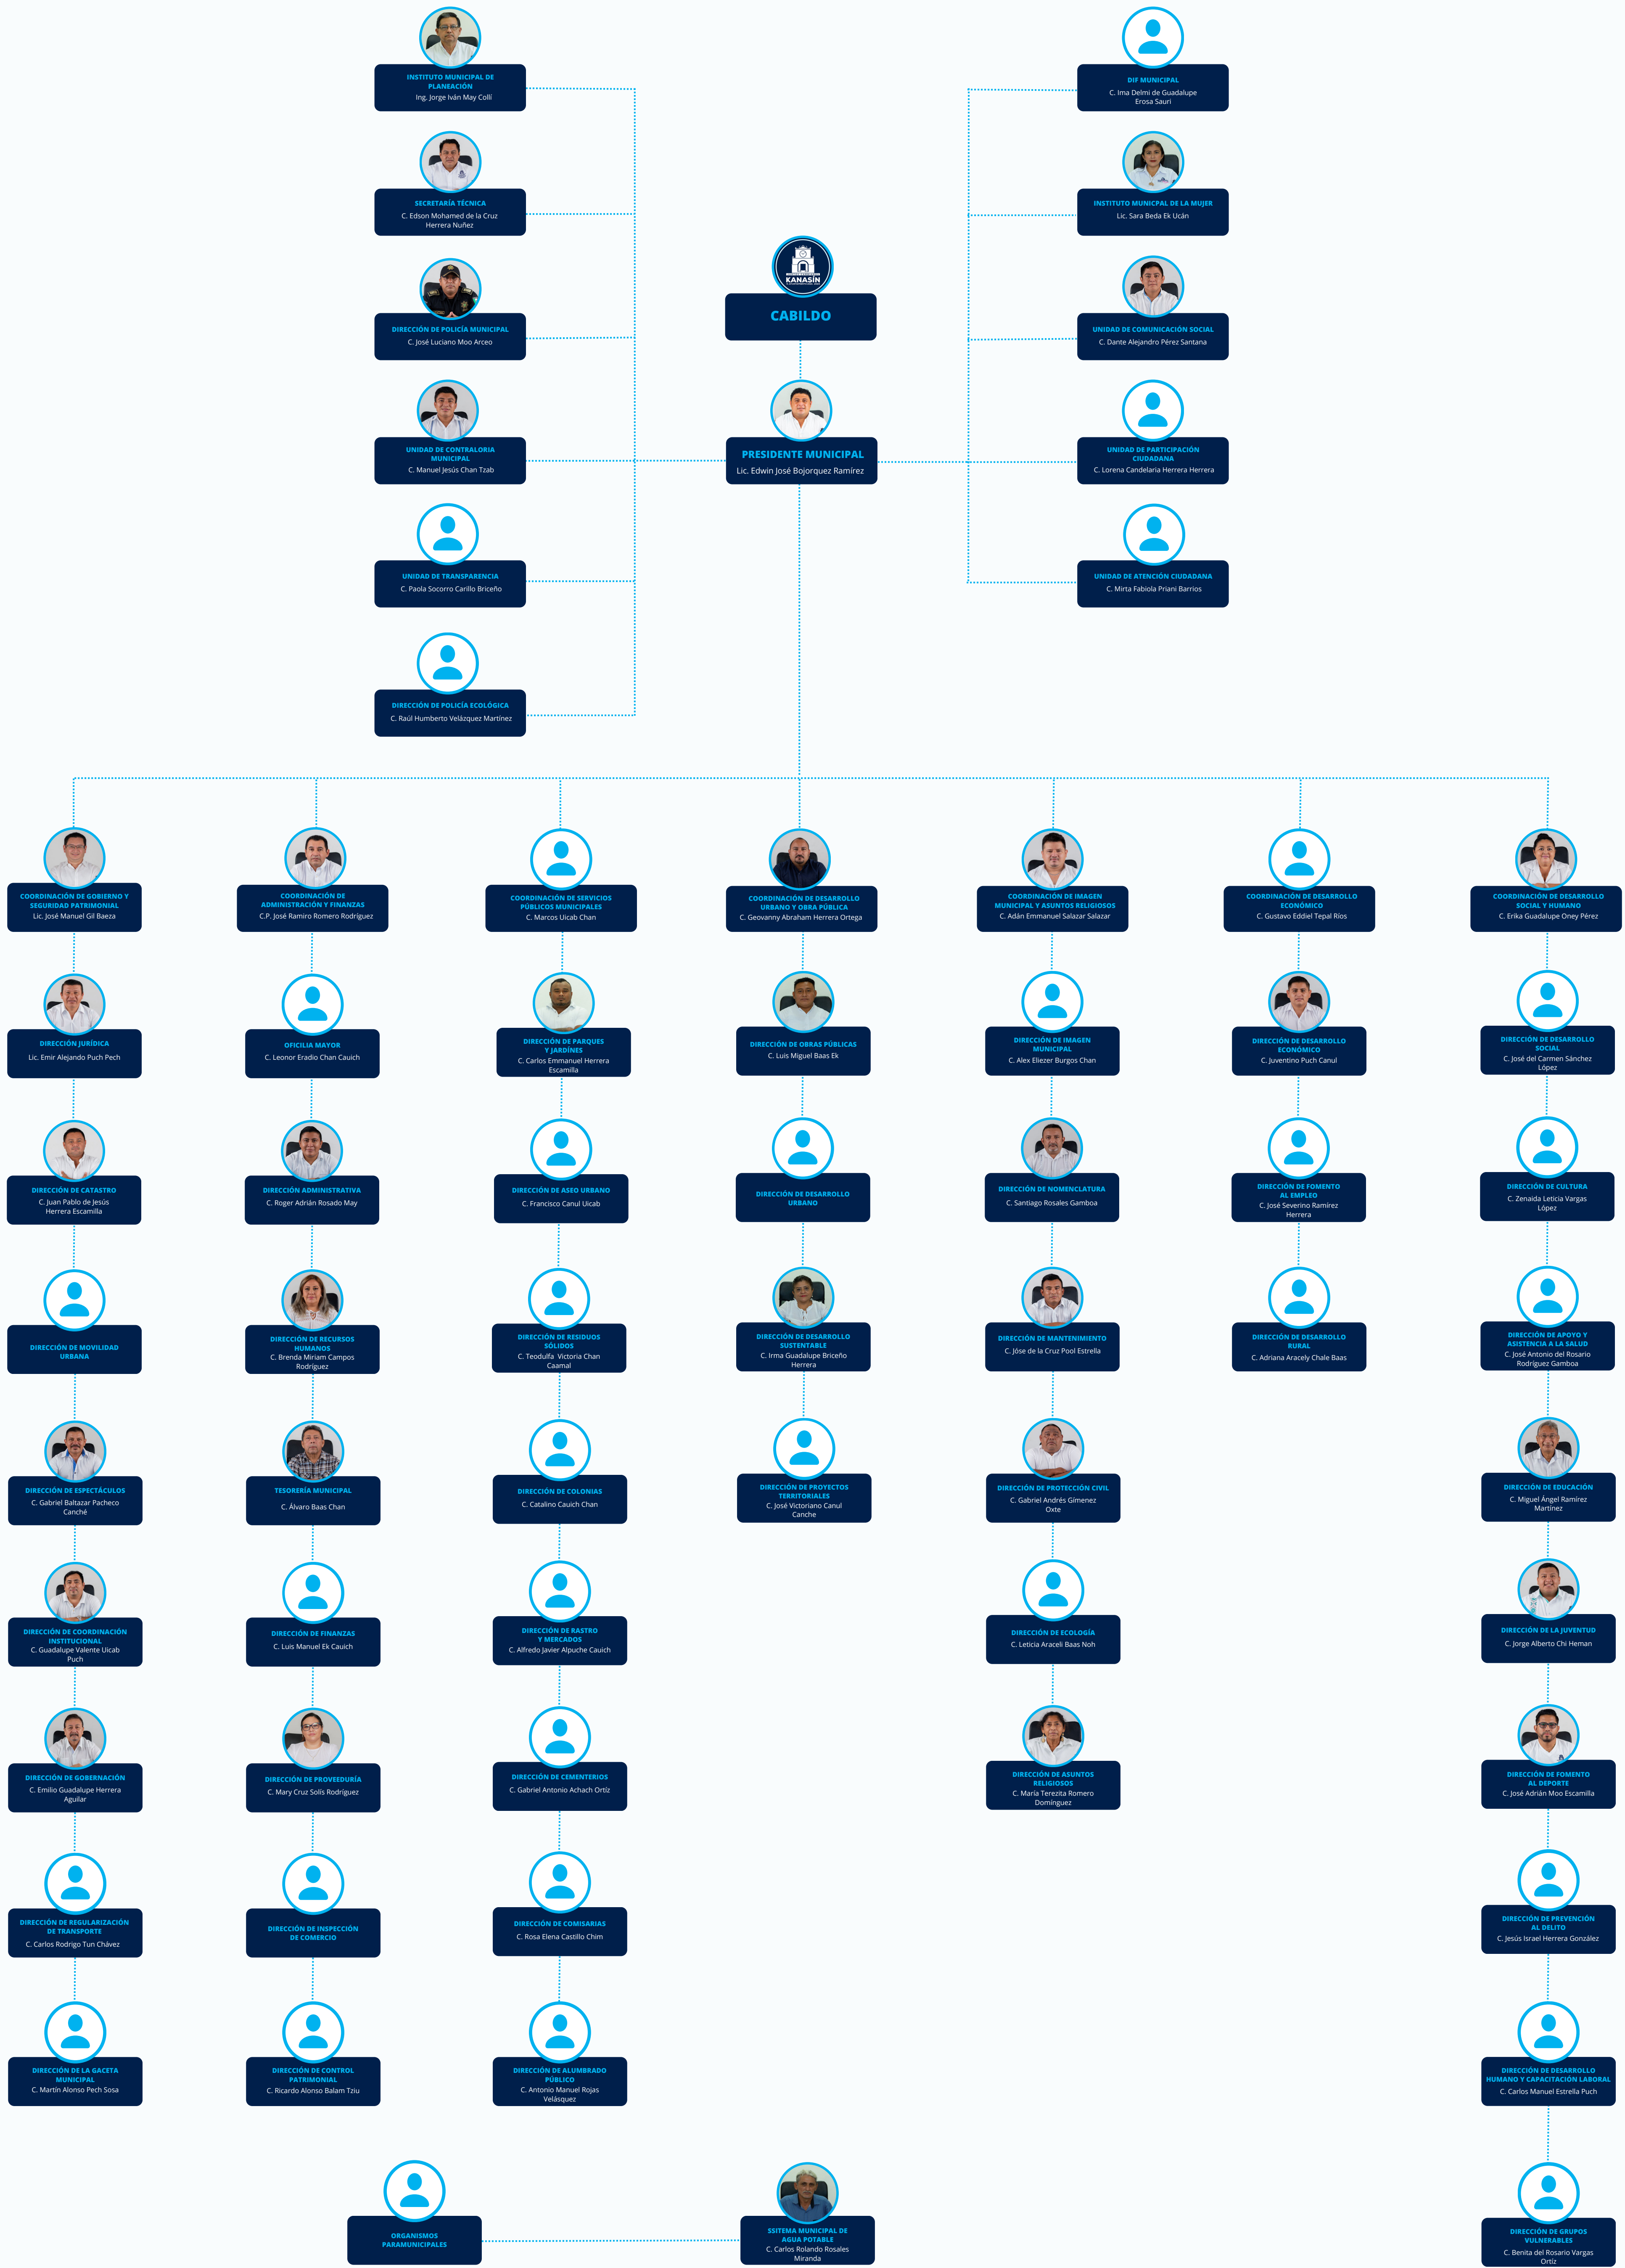 INSTITUTO MUNICIPAL DE
PLANEACIÓN
Ing. Jorge Iván May Collí
SECRETARÍA TÉCNICA
C. Edson Mohamed de la Cruz
Herrera Nuñez
DIRECCIÓN DE POLICÍA MUNICIPAL
C. José Luciano Moo Arceo
UNIDAD DE CONTRALORIA
MUNICIPAL
C. Manuel Jesús Chan Tzab
UNIDAD DE TRANSPARENCIA
C. Paola Socorro Carillo Briceño
DIRECCIÓN DE POLICÍA ECOLÓGICA
C. Raúl Humberto Velázquez Martínez
KANASÍN
CABILDO
PRESIDENTE MUNICIPAL
Lic. Edwin José Bojorquez Ramírez
DIF MUNICIPAL
C. Ima Delmi de Guadalupe
Erosa Sauri
INSTITUTO MUNICPAL DE LA MUJER
Lic. Sara Beda Ek Ucán
UNIDAD DE COMUNICACIÓN SOCIAL
C. Dante Alejandro Pérez Santana
UNIDAD DE PARTICIPACIÓN
CIUDADANA
C. Lorena Candelaria Herrera Herrera
UNIDAD DE ATENCIÓN CIUDADANA
C. Mirta Fabiola Priani Barrios
COORDINACIÓN DE GOBIERNO Y
SEGURIDAD PATRIMONIAL
Lic. José Manuel Gil Baeza
DIRECCIÓN JURÍDICA
Lic. Emir Alejando Puch Pech
DIRECCIÓN DE CATASTRO
C. Juan Pablo de Jesús
Herrera Escamilla
DIRECCIÓN DE MOVILIDAD
URBANA
DIRECCIÓN DE ESPECTÁCULOS
C. Gabriel Baltazar Pacheco
Canché
DIRECCIÓN DE COORDINACIÓN
INSTITUCIONAL
C. Guadalupe Valente Uicab
Puch
DIRECCIÓN DE GOBERNACIÓN
C. Emilio Guadalupe Herrera
Aguilar
DIRECCIÓN DE REGULARIZACIÓN
DE TRANSPORTE
C. Carlos Rodrigo Tun Chávez
DIRECCIÓN DE LA GACETA
MUNICIPAL
C. Martín Alonso Pech Sosa
COORDINACIÓN DE
ADMINISTRACIÓN Y FINANZAS
C.P. José Ramiro Romero Rodríguez
OFICILIA MAYOR
C. Leonor Eradio Chan Cauich
DIRECCIÓN ADMINISTRATIVA
C. Roger Adrián Rosado May
DIRECCIÓN DE RECURSOS
HUMANOS
C. Brenda Miriam Campos
Rodríguez
TESORERÍA MUNICIPAL
C. Álvaro Baas Chan
DIRECCIÓN DE FINANZAS
C. Luis Manuel Ek Cauich
DIRECCIÓN DE PROVEEDURÍA
C. Mary Cruz Solís Rodríguez
DIRECCIÓN DE INSPECCIÓN
DE COMERCIO
DIRECCIÓN DE CONTROL
PATRIMONIAL
C. Ricardo Alonso Balam Tziu
COORDINACIÓN DE SERVICIOS
PÚBLICOS MUNICIPALES
C. Marcos Uicab Chan
DIRECCIÓN DE PARQUES
Y JARDÍNES
C. Carlos Emmanuel Herrera
Escamilla
DIRECCIÓN DE ASEO URBANO
C. Francisco Canul Uicab
DIRECCIÓN DE RESIDUOS
SÓLIDOS
C. Teodulfa Victoria Chan
Caamal
DIRECCIÓN DE COLONIAS
C. Catalino Cauich Chan
DIRECCIÓN DE RASTRO
Y MERCADOS
C. Alfredo Javier Alpuche Cauich
DIRECCIÓN DE CEMENTERIOS
C. Gabriel Antonio Achach Ortíz
DIRECCIÓN DE COMISARIAS
C. Rosa Elena Castillo Chim
DIRECCIÓN DE ALUMBRADO
PÚBLICO
C. Antonio Manuel Rojas
Velásquez
COORDINACIÓN DE DESARROLLO
URBANO Y OBRA PÚBLICA
C. Geovanny Abraham Herrera Ortega
DIRECCIÓN DE OBRAS PÚBLICAS
C. Luis Miguel Baas Ek
DIRECCIÓN DE DESARROLLO
URBANO
DIRECCIÓN DE DESARROLLO
SUSTENTABLE
C. Irma Guadalupe Briceño
Herrera
DIRECCIÓN DE PROYECTOS
TERRITORIALES
C. José Victoriano Canul
Canche
COORDINACIÓN DE IMAGEN
MUNICIPAL Y ASUNTOS RELIGIOSOS
C. Adán Emmanuel Salazar Salazar
DIRECCIÓN DE IMAGEN
MUNICIPAL
C. Alex Eliezer Burgos Chan
DIRECCIÓN DE NOMENCLATURA
C. Santiago Rosales Gamboa
DIRECCIÓN DE MANTENIMIENTO
C. Jóse de la Cruz Pool Estrella
DIRECCIÓN DE PROTECCIÓN CIVIL
C. Gabriel Andrés Gímenez
Oxte
DIRECCIÓN DE ECOLOGÍA
C. Leticia Araceli Baas Noh
DIRECCIÓN DE ASUNTOS
RELIGIOSOS
C. María Terezita Romero
Domínguez
COORDINACIÓN DE DESARROLLO
ECONÓMICO
C. Gustavo Eddiel Tepal Ríos
DIRECCIÓN DE DESARROLLO
ECONÓMICO
C. Juventino Puch Canul
DIRECCIÓN DE FOMENTO
AL EMPLEO
C. José Severino Ramírez
Herrera
DIRECCIÓN DE DESARROLLO
RURAL
C. Adriana Aracely Chale Baas
COORDINACIÓN DE DESARROLLO
SOCIAL Y HUMANO
C. Erika Guadalupe Oney Pérez
DIRECCIÓN DE DESARROLLO
SOCIAL
C. José del Carmen Sánchez
López
DIRECCIÓN DE CULTURA
C. Zenaida Leticia Vargas
López
DIRECCIÓN DE APOYO Y
ASISTENCIA A LA SALUD
C. José Antonio del Rosario
Rodríguez Gamboa
DIRECCIÓN DE EDUCACIÓN
C. Miguel Ángel Ramírez
Martínez
DIRECCIÓN DE LA JUVENTUD
C. Jorge Alberto Chi Heman
DIRECCIÓN DE FOMENTO
AL DEPORTE
C. José Adrián Moo Escamilla
DIRECCIÓN DE PREVENCIÓN
AL DELITO
C. Jesús Israel Herrera González
DIRECCIÓN DE DESARROLLO
HUMANO Y CAPACITACIÓN LABORAL
C. Carlos Manuel Estrella Puch
DIRECCIÓN DE GRUPOS
VULNERABLES
C. Benita del Rosario Vargas
Ortíz
ORGANISMOS
PARAMUNICIPALES
SSITEMA MUNICIPAL DE
AGUA POTABLE
C. Carlos Rolando Rosales
Miranda